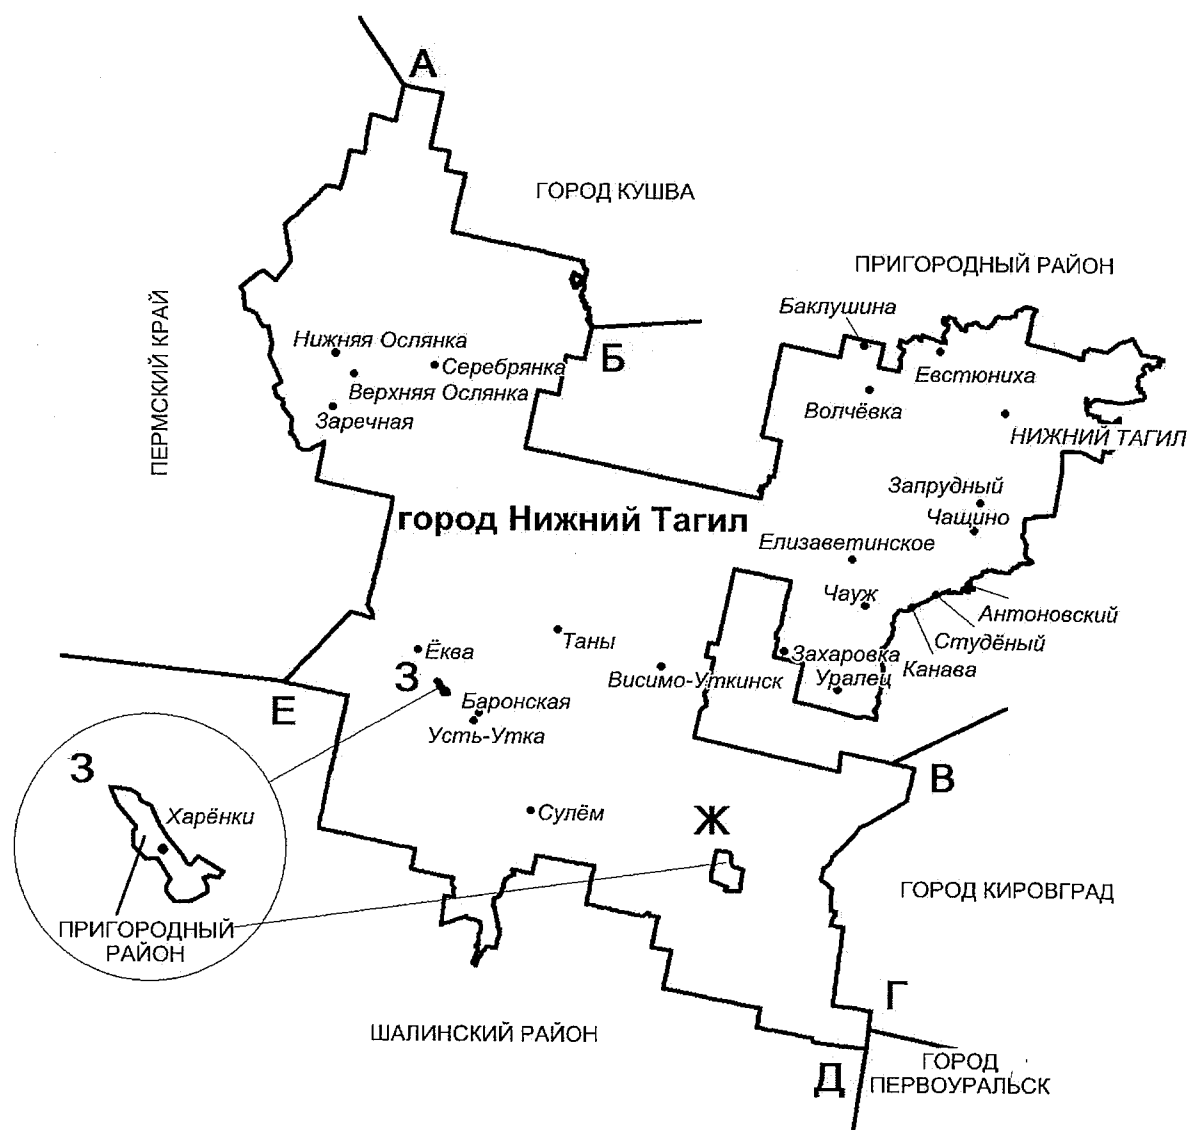 А
ГОРОД КУШВА
ПРИГОРОДНЫЙ РАЙОН
ПЕРМСКИЙ КРАЙ
Баклушина
Нижняя Ослянка
Серебрянка
Б
Евстюниха
Верхняя Ослянка
Волчёвка
Заречная
НИЖНИЙ ТАГИЛ
Запрудный
город Нижний Тагил
Чащино
Елизаветинское
Чауж
Антоновский
Таны
Студёный
Ёква
Захаровка
Канава
З
Висимо-Уткинск
Уралец
Баронская
Е
Усть-Утка
З
В
Харёнки
Сулём
Ж
ГОРОД КИРОВГРАД
ПРИГОРОДНЫЙ
РАЙОН
Г
ШАЛИНСКИЙ РАЙОН
Д
ГОРОД
ПЕРВОУРАЛЬСК